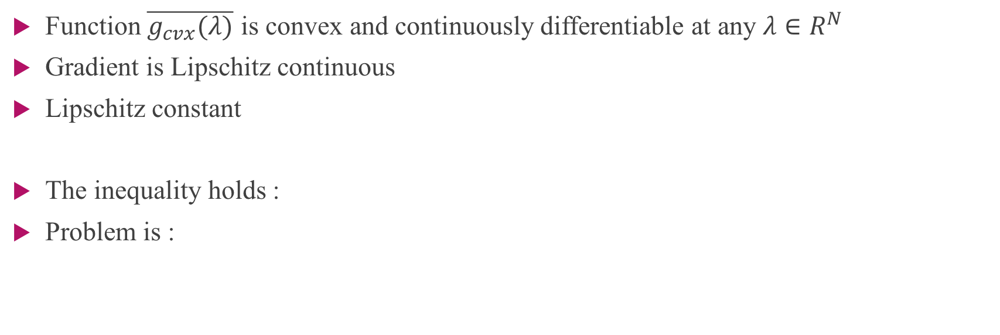 ▶ Function $\overline{g_{cvx}(\lambda)}$ is convex and continuously differentiable at any $\lambda \in R^N$
▶ Gradient is Lipschitz continuous
▶ Lipschitz constant
▶ The inequality holds :
▶ Problem is :